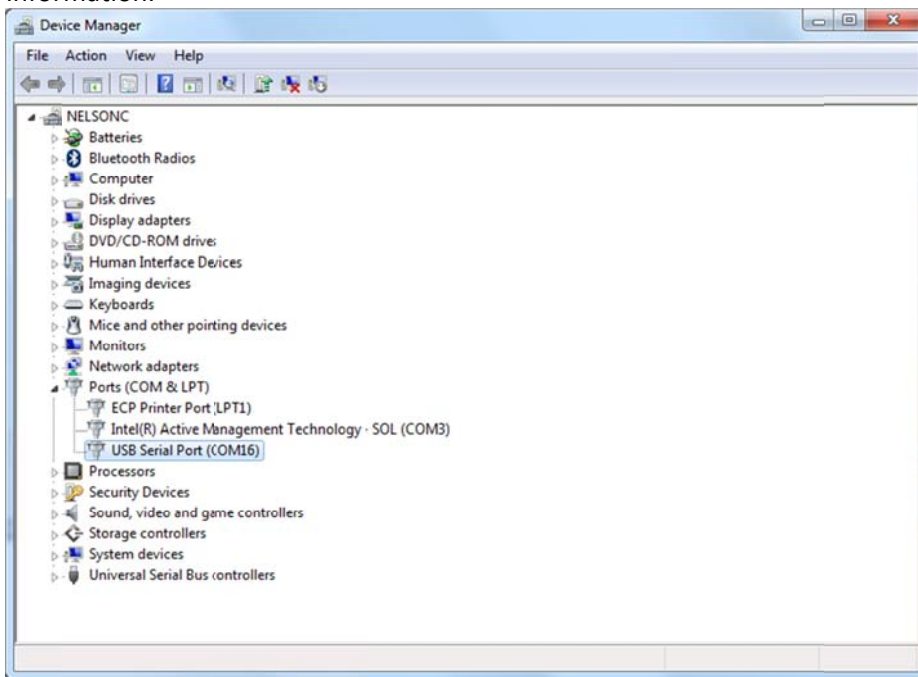 Device Manager
File Action View Help
NELSONC
Batteries
Bluetooth Radios
Computer
Disk drives
Display adapters
DVD/CD-ROM drives
Human Interface Devices
Imaging devices
Keyboards
Mice and other pointing devices
Monitors
Network adapters
Ports (COM & LPT)
ECP Printer Port (LPT1)
Intel(R) Active Management Technology - SOL (COM3)
USB Serial Port (COM16)
Processors
Security Devices
Sound, video and game controllers
Storage controllers
System devices
Universal Serial Bus controllers